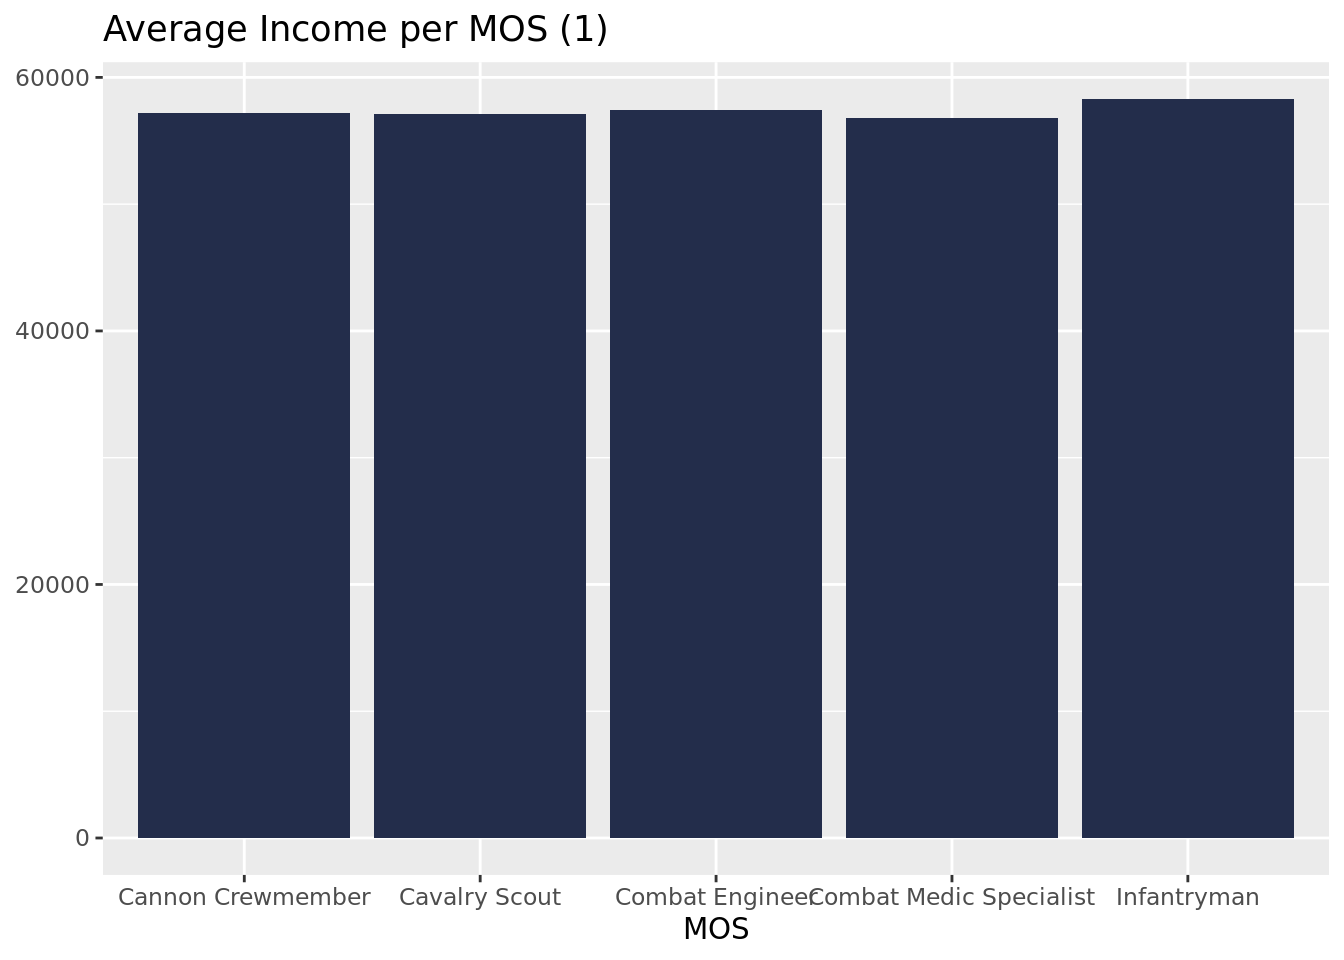 Average Income per MOS (1)
60000
40000
20000
0
Cannon Crewmember
Cavalry Scout
Combat Engineer
Combat Medic Specialist
Infantryman
MOS